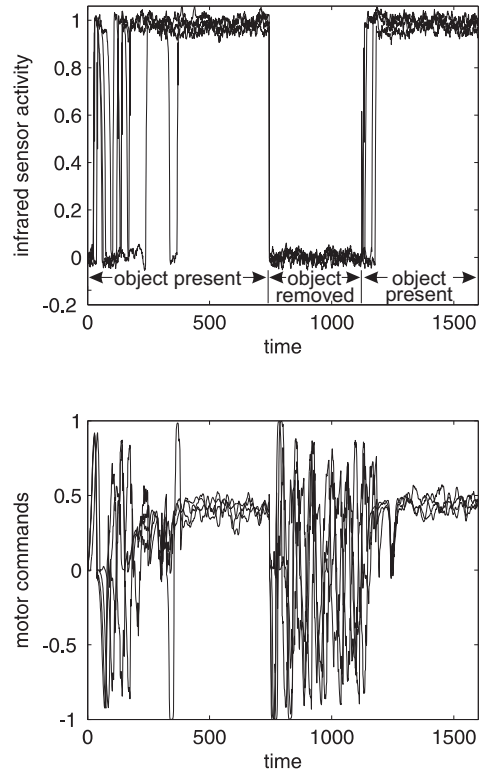 infrared sensor activity
1
0.8
0.6
0.4
0.2
0
-0.2
object present
object
removed
object
present
0
500
1000
1500
time
motor commands
1
0.5
0
-0.5
-1
0
500
1000
1500
time